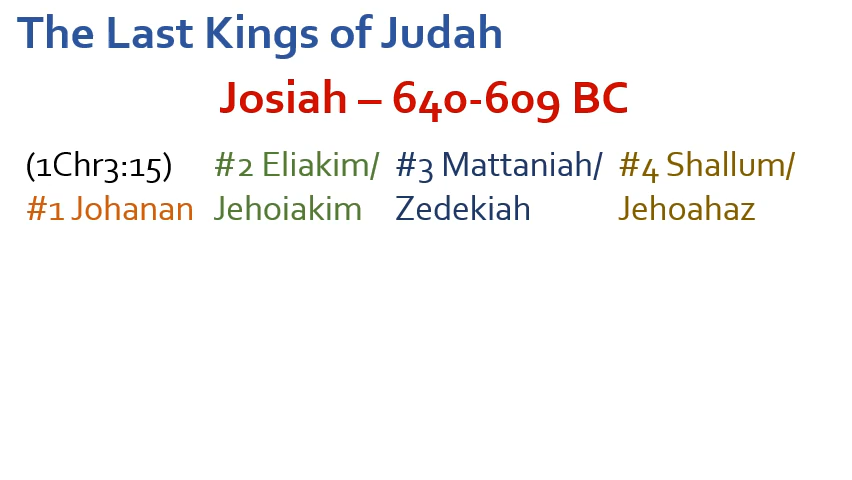 The Last Kings of Judah
Josiah – 640-609 BC
(1Chr3:15)
#1 Johanan
#2 Eliakim/
Jehoiakim
#3 Mattaniah/
Zedekiah
#4 Shallum/
Jehoahaz